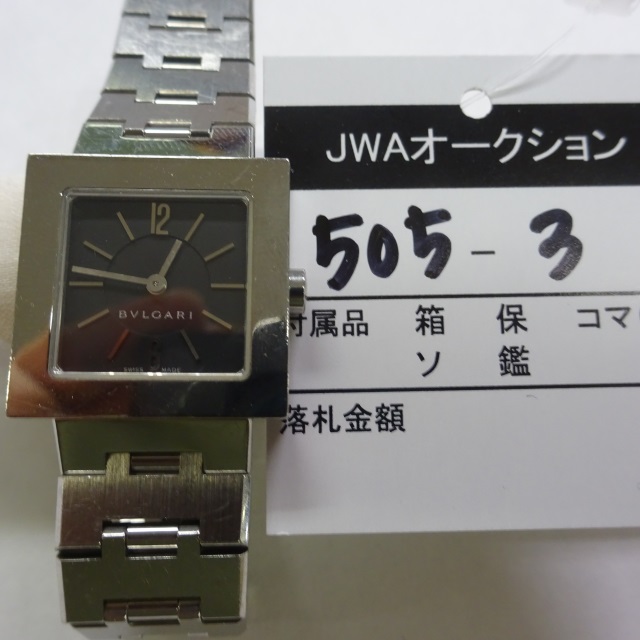 12
BVLGARI
SWISS MADE
JWAオークション
505-3
付属品 箱 保 コマ(
ソ 鑑
落札金額